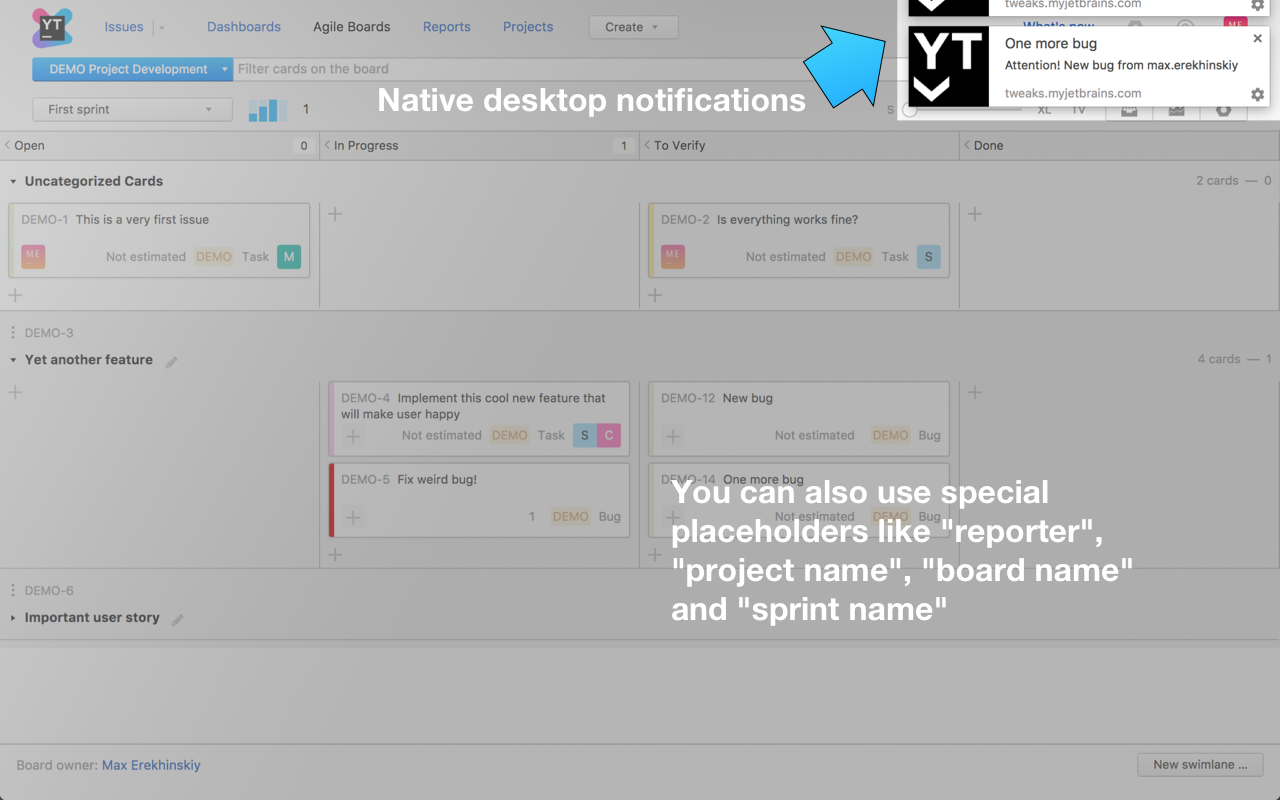 tweaks.myjetbrains.com
YT
Issues
Dashboards
Agile Boards
Reports
Projects
Create
What's new
ME
YT
One more bug
Attention! New bug from max.erekhinskiy
tweaks.myjetbrains.com
DEMO Project Development
Filter cards on the board
First sprint
1
Native desktop notifications
S
XL
TV
Open
0
In Progress
1
To Verify
Done
Uncategorized Cards
2 cards — 0
DEMO-1 This is a very first issue
ME
Not estimated DEMO Task M
DEMO-2 Is everything works fine?
ME
Not estimated DEMO Task S
DEMO-3
Yet another feature
4 cards — 1
DEMO-4 Implement this cool new feature that
will make user happy
Not estimated DEMO Task S C
DEMO-12 New bug
Not estimated DEMO Bug
DEMO-5 Fix weird bug!
1 DEMO Bug
DEMO-14 One more bug
Not estimated DEMO Bug
You can also use special
placeholders like "reporter",
"project name", "board name"
and "sprint name"
DEMO-6
Important user story
Board owner: Max Erekhinskiy
New swimlane ...